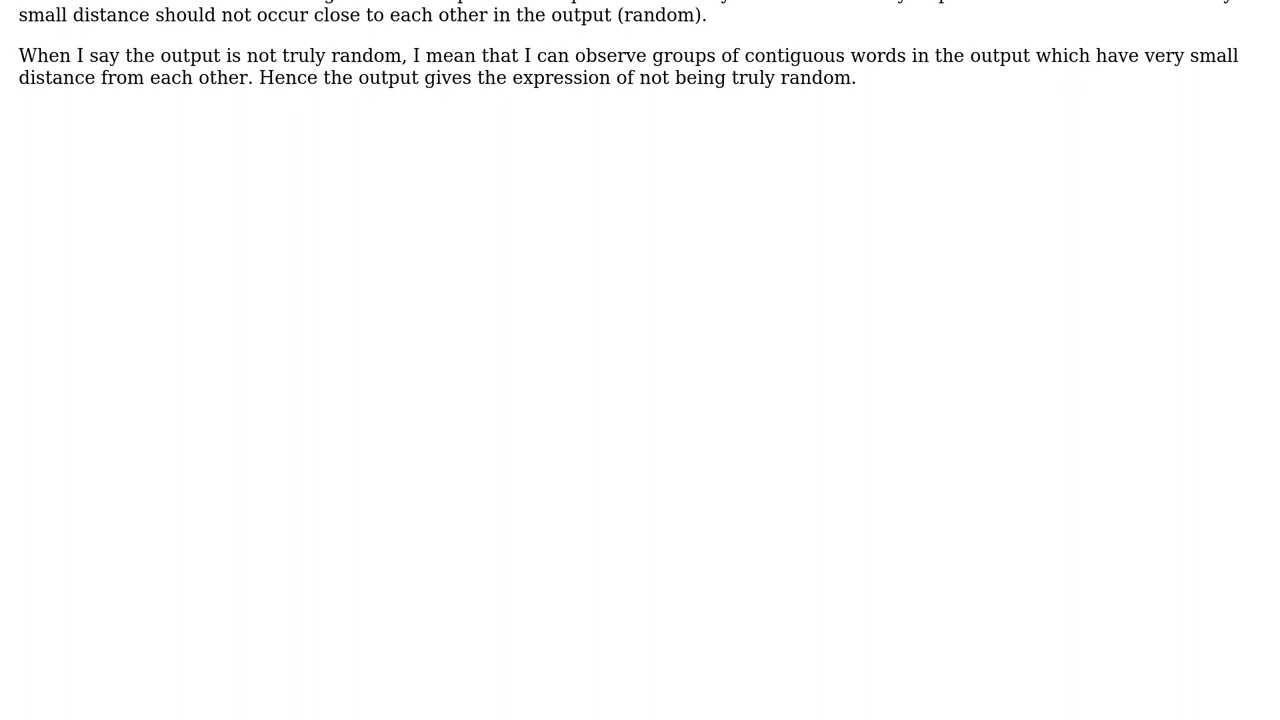 small distance should not occur close to each other in the output (random).
When I say the output is not truly random, I mean that I can observe groups of contiguous words in the output which have very small
distance from each other. Hence the output gives the expression of not being truly random.